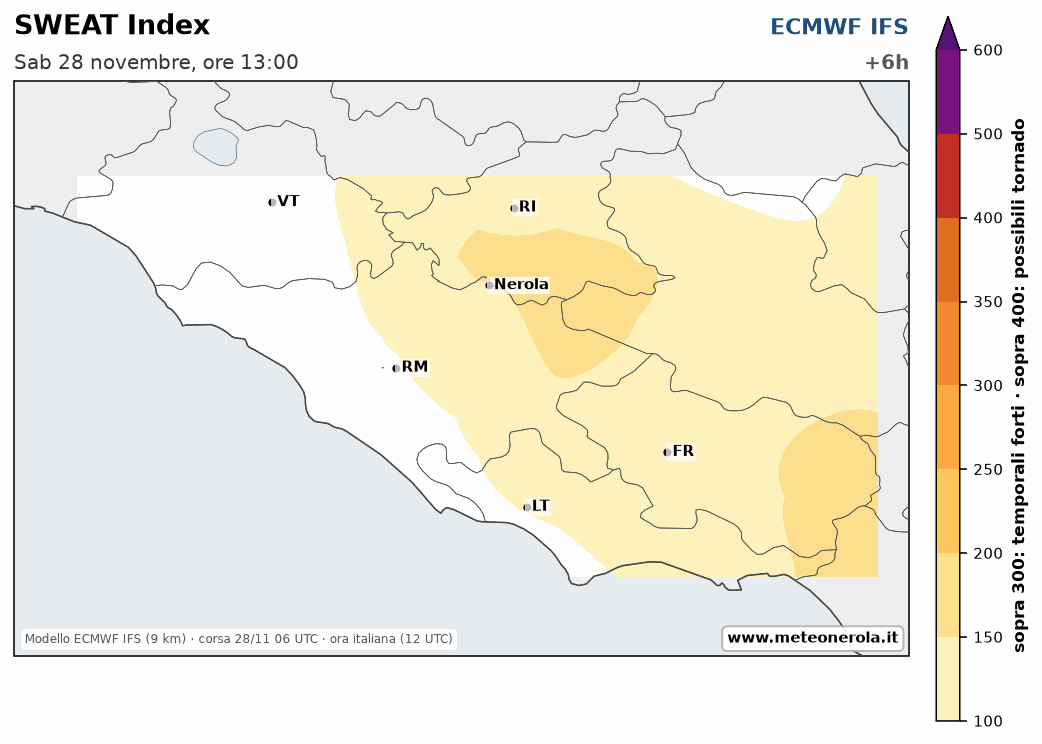 SWEAT Index
ECMWF IFS
Sab 28 novembre, ore 13:00
+6h
VT
RI
Nerola
RM
FR
LT
Modello ECMWF IFS (9 km) · corsa 28/11 06 UTC · ora italiana (12 UTC)
www.meteonerola.it
600
500
400
350
300
250
200
150
100
sopra 300: temporali forti · sopra 400: possibili tornado